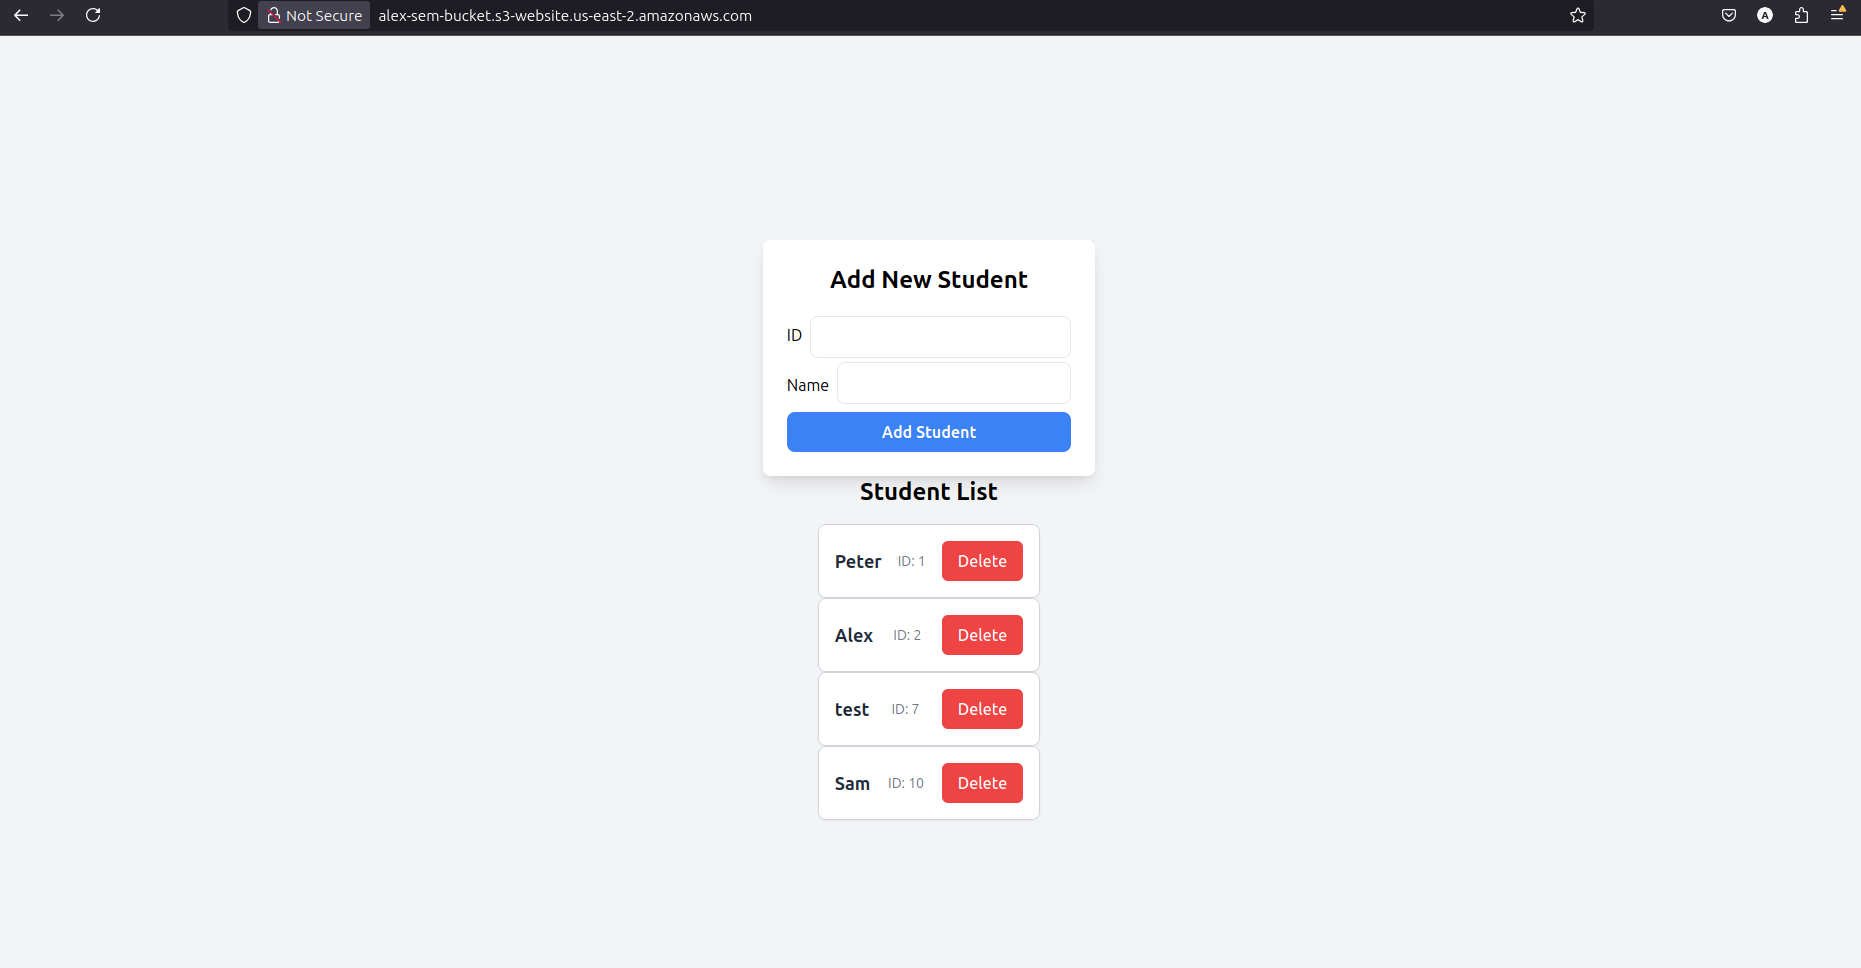 Not Secure alex-sem-bucket.s3-website.us-east-2.amazonaws.com A
Add New Student
ID
Name
Add Student
Student List
Peter ID: 1 Delete
Alex ID: 2 Delete
test ID: 7 Delete
Sam ID: 10 Delete